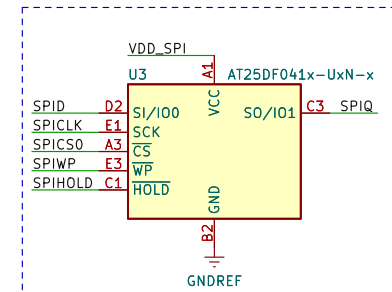 VDD_SPI
U3 A1 AT25DF041x-UxN-x
VCC
SPID D2 SI/IO0 SO/IO1 C3 SPIQ
SPICLK E1 SCK
SPICS0 A3 CS
SPIWP E3 WP
SPIHOLD C1 HOLD
GND
B2
GNDREF